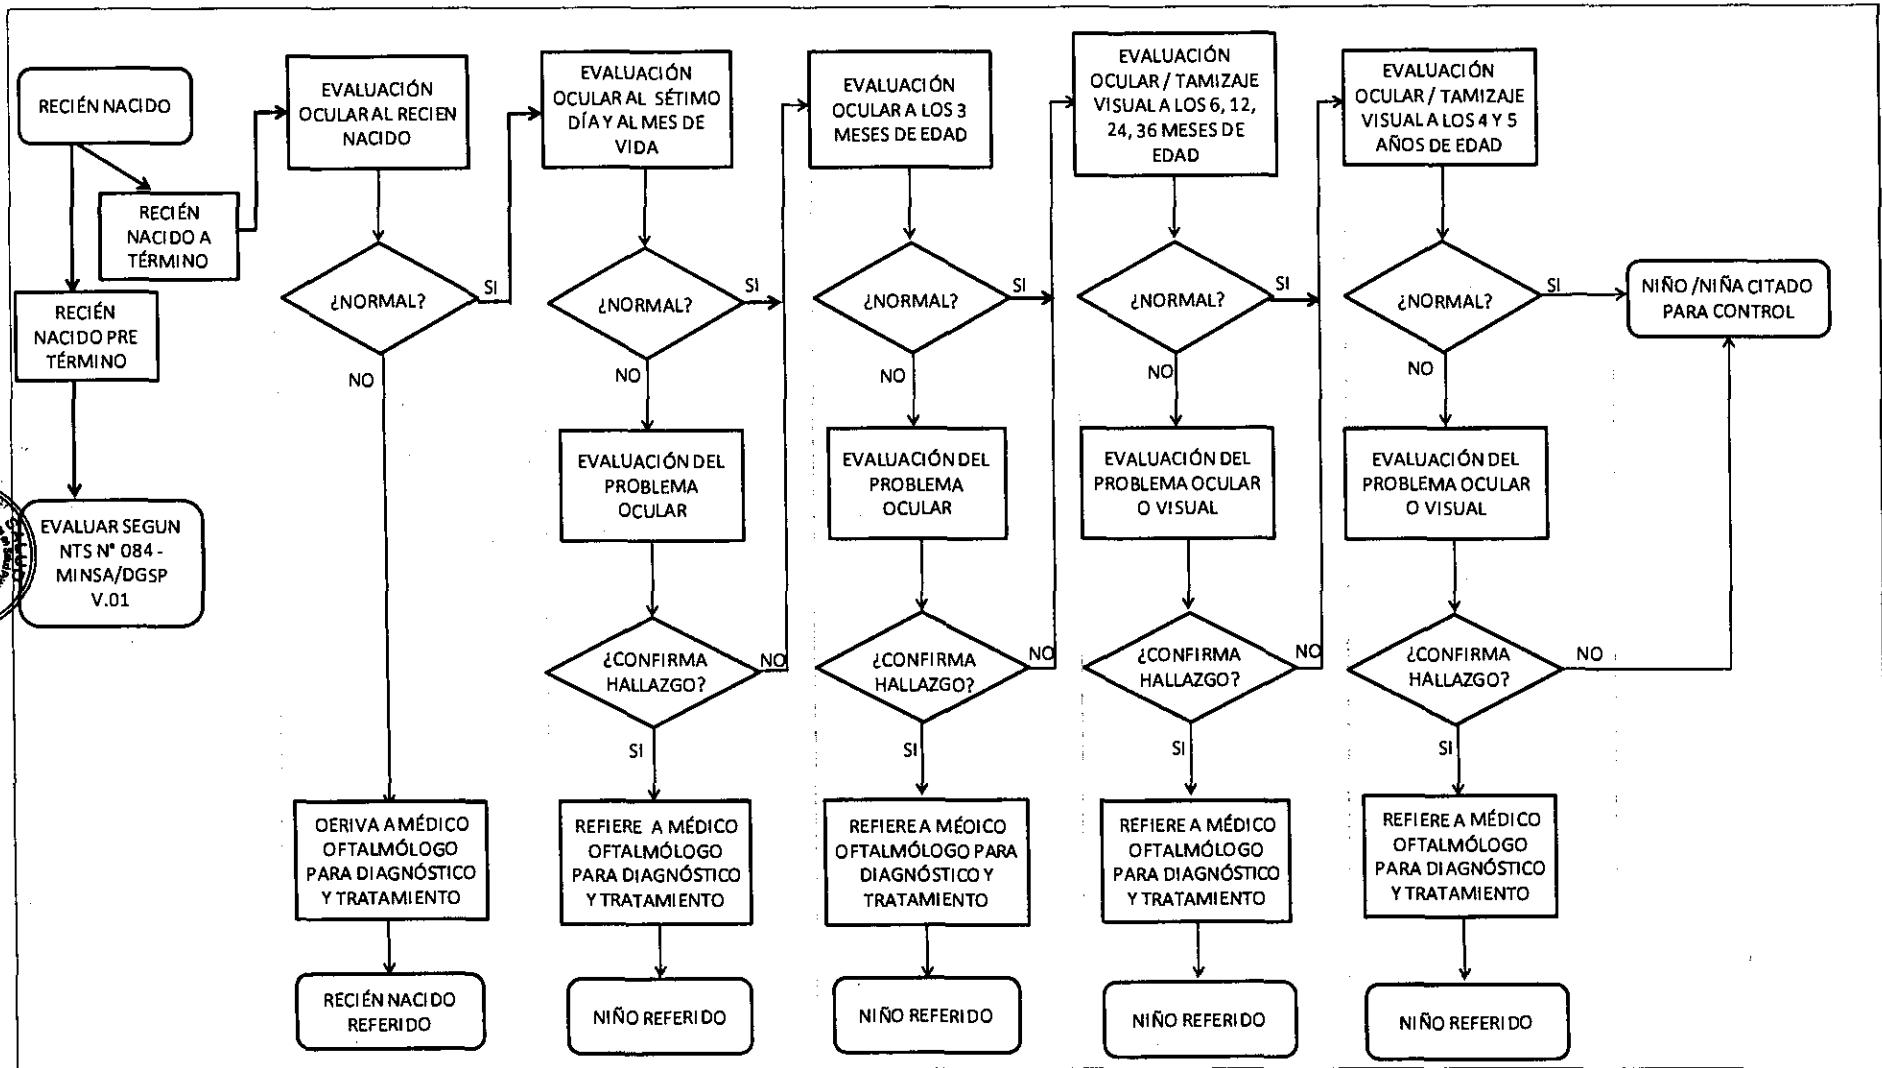 RECIÉN NACIDO
RECIÉN
NACIDO A
TÉRMINO
RECIÉN
NACIDO PRE
TÉRMINO
EVALUAR SEGUN
NTS N° 084 -
MINSA/DGSP
V.01
SALUD
EVALUACIÓN
OCULAR AL RECIEN
NACIDO
¿NORMAL?
SI
NO
OERIVA A MÉDICO
OFTALMÓLOGO
PARA DIAGNÓSTICO
Y TRATAMIENTO
RECIÉN NACIDO
REFERIDO
EVALUACIÓN
OCULAR AL SÉTIMO
DÍA Y AL MES DE
VIDA
¿NORMAL?
SI
NO
EVALUACIÓN DEL
PROBLEMA
OCULAR
¿CONFIRMA
HALLAZGO?
NO
SI
REFIERE A MÉDICO
OFTALMÓLOGO
PARA DIAGNÓSTICO
Y TRATAMIENTO
NIÑO REFERIDO
EVALUACIÓN
OCULAR A LOS 3
MESES DE EDAD
¿NORMAL?
SI
NO
EVALUACIÓN DEL
PROBLEMA
OCULAR
¿CONFIRMA
HALLAZGO?
NO
SI
REFIERE A MÉOICO
OFTALMÓLOGO PARA
DIAGNÓSTICO Y
TRATAMIENTO
NIÑO REFERIDO
EVALUACIÓN
OCULAR / TAMIZAJE
VISUAL A LOS 6, 12,
24, 36 MESES DE
EDAD
¿NORMAL?
SI
NO
EVALUACIÓN DEL
PROBLEMA OCULAR
O VISUAL
¿CONFIRMA
HALLAZGO?
NO
SI
REFIERE A MÉDICO
OFTALMÓLOGO
PARA DIAGNÓSTICO
Y TRATAMIENTO
NIÑO REFERIDO
EVALUACIÓN
OCULAR / TAMIZAJE
VISUAL A LOS 4 Y 5
AÑOS DE EDAD
¿NORMAL?
SI
NO
EVALUACIÓN DEL
PROBLEMA OCULAR
O VISUAL
¿CONFIRMA
HALLAZGO?
NO
SI
REFIERE A MÉDICO
OFTALMÓLOGO
PARA DIAGNÓSTICO
Y TRATAMIENTO
NIÑO REFERIDO
NIÑO /NIÑA CITADO
PARA CONTROL